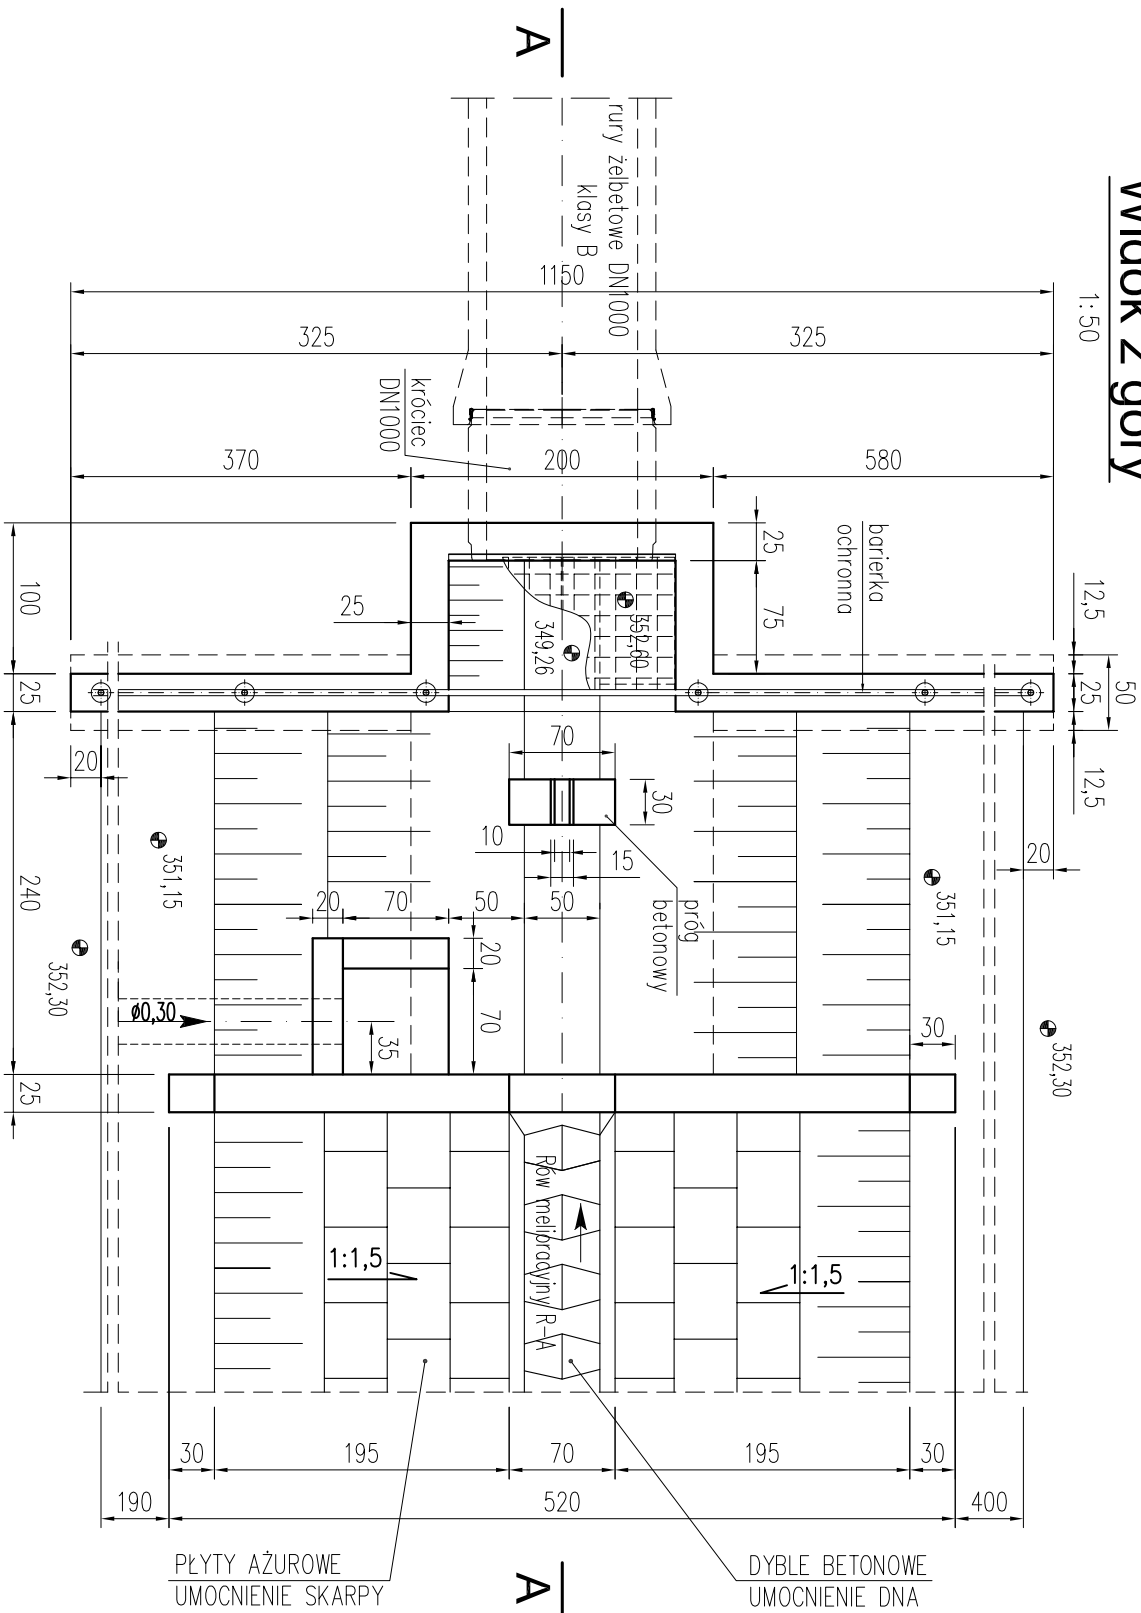 Widok z góry
1:50
A
rury żelbetowe DN1000
klasy B
1150
325
325
króciec
DN1000
370
200
580
barierka
ochronna
25
75
12,5
25
50
12,5
100
25
25
352,60
349,26
70
30
20
20
10
15
próg
betonowy
351,15
351,15
240
20
70
50
50
20
70
35
352,30
352,30
ø0,30
30
25
Rów melioracyjny R-A
1:1,5
1:1,5
30
195
70
195
30
190
520
400
PŁYTY AŻUROWE
UMOCNIENIE SKARPY
DYBLE BETONOWE
UMOCNIENIE DNA
A